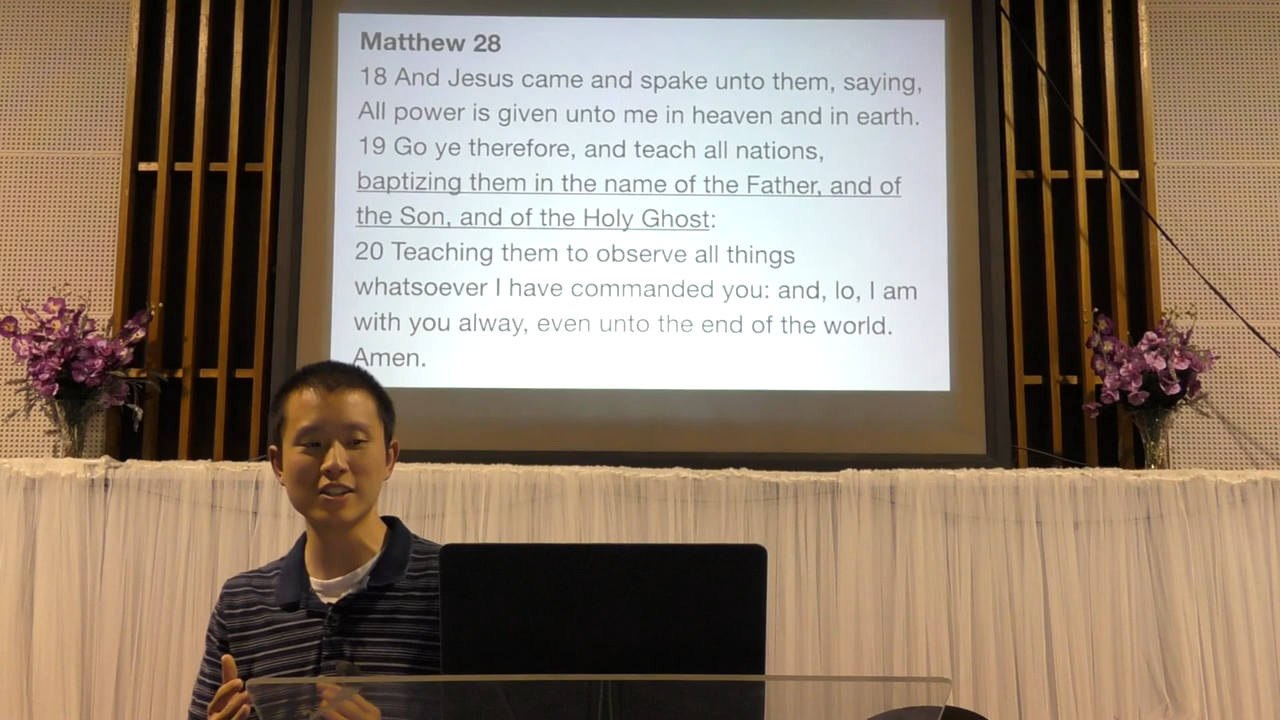 Matthew 28
18 And Jesus came and spake unto them, saying,
All power is given unto me in heaven and in earth.
19 Go ye therefore, and teach all nations,
baptizing them in the name of the Father, and of
the Son, and of the Holy Ghost:
20 Teaching them to observe all things
whatsoever I have commanded you: and, lo, I am
with you alway, even unto the end of the world.
Amen.